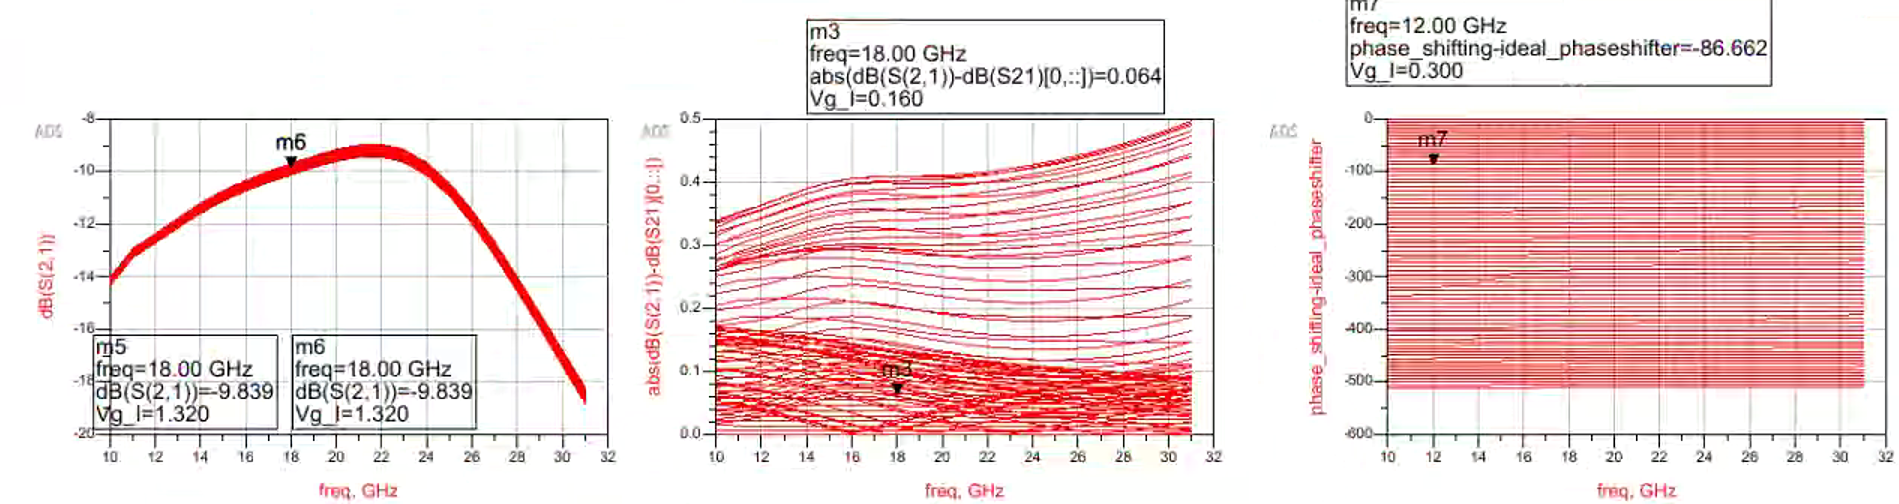 m7
freq=12.00 GHz
phase_shifting-ideal_phaseshifter=-86.662
Vg_I=0.300
m3
freq=18.00 GHz
abs(dB(S(2,1))-dB(S21)[0,::])=0.064
Vg_I=0.160
ADS
-8
-10
-12
-14
-16
-18
-20
dB(S(2,1))
m6
m5
freq=18.00 GHz
dB(S(2,1))=-9.839
Vg_I=1.320
m6
freq=18.00 GHz
dB(S(2,1))=-9.839
Vg_I=1.320
10 12 14 16 18 20 22 24 26 28 30 32
freq, GHz
ADS
0.5
0.4
0.3
0.2
0.1
0.0
abs(dB(S(2,1))-dB(S21)[0,::])
m3
10 12 14 16 18 20 22 24 26 28 30 32
freq, GHz
ADS
0
-100
-200
-300
-400
-500
-600
phase_shifting-ideal_phaseshifter
m7
10 12 14 16 18 20 22 24 26 28 30 32
freq, GHz